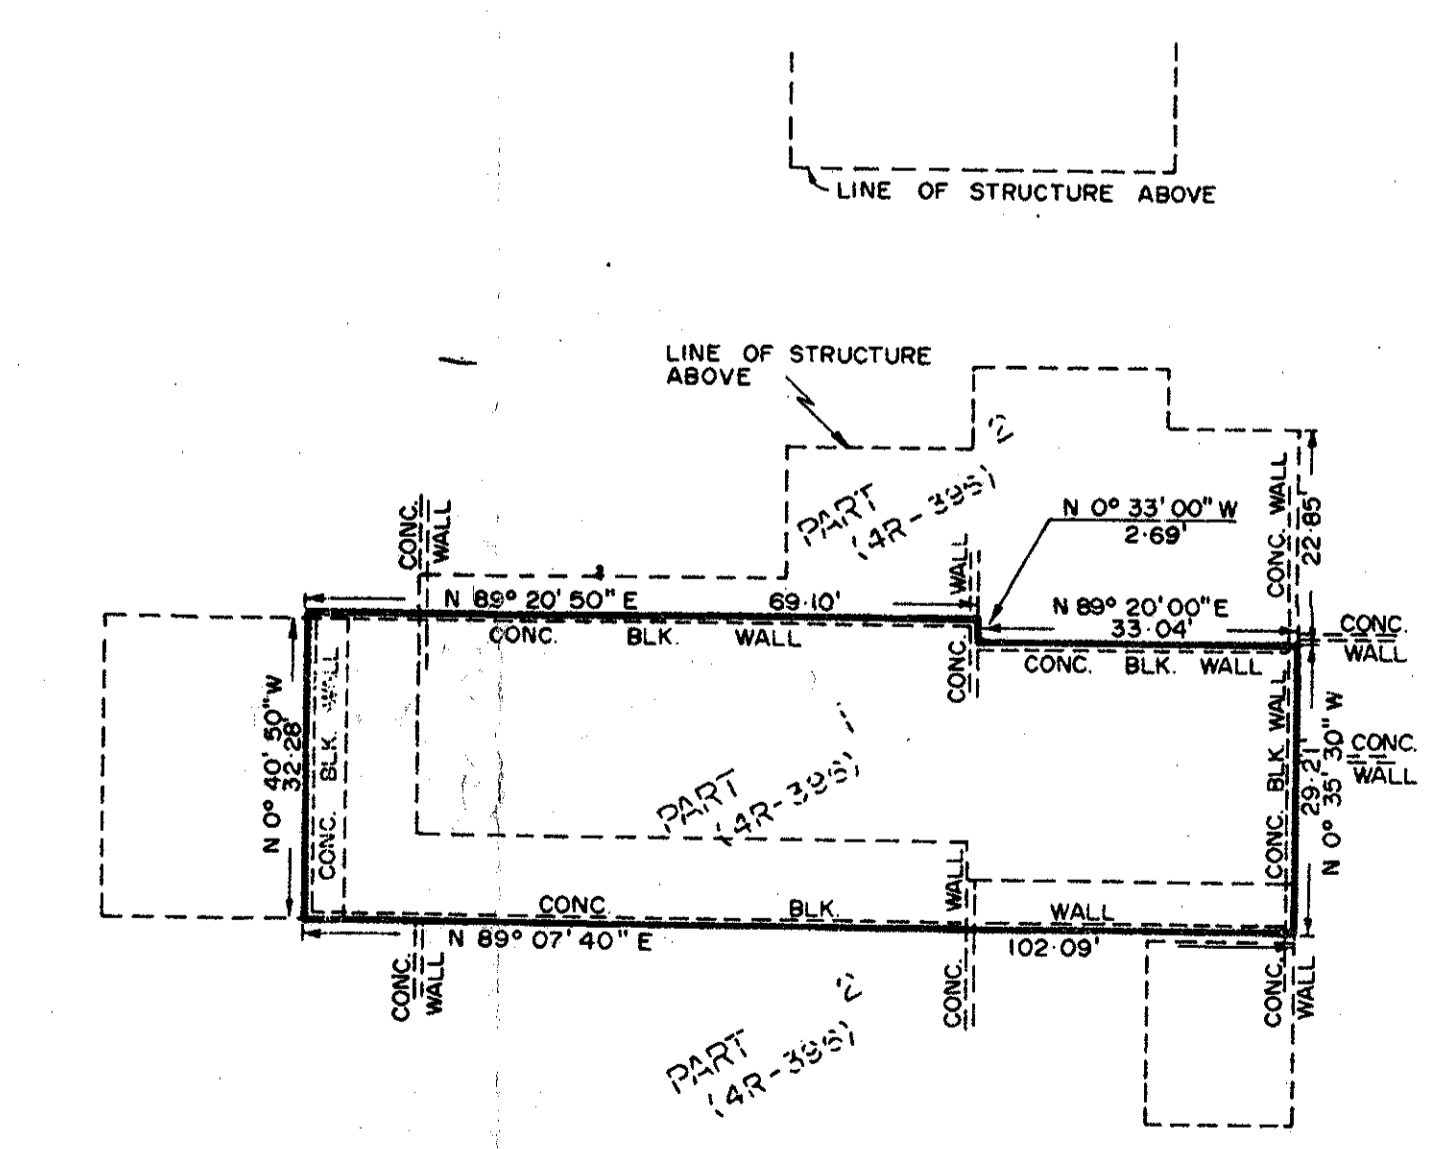 LINE OF STRUCTURE ABOVE
LINE OF STRUCTURE
ABOVE
2
PART
(4R-396)
N 0° 33' 00" W
2·69'
CONC. WALL
22·85'
CONC.
WALL
WALL
CONC.
N 89° 20' 50" E 69·10'
N 89° 20' 00" E
33·04'
CONC.
WALL
CONC. BLK. WALL
CONC. BLK. WALL
N 0° 40' 50" W
32·28'
CONC. BLK. WALL
1
PART
(4R-396)
CONC. BLK WALL
29·21'
N 0° 35' 30" W
CONC.
WALL
WALL
CONC. BLK. WALL
N 89° 07' 40" E 102·09'
CONC.
WALL
CONC.
CONC.
WALL
2
PART
(4R-396)